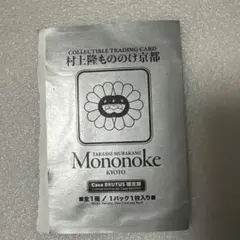 COLLECTIBLE TRADING CARD
村上隆もののけ京都
TAKASHI MURAKAMI
Mononoke
KYOTO
Casa BRUTUS 限定版
■全1種／1パック1枚入り■